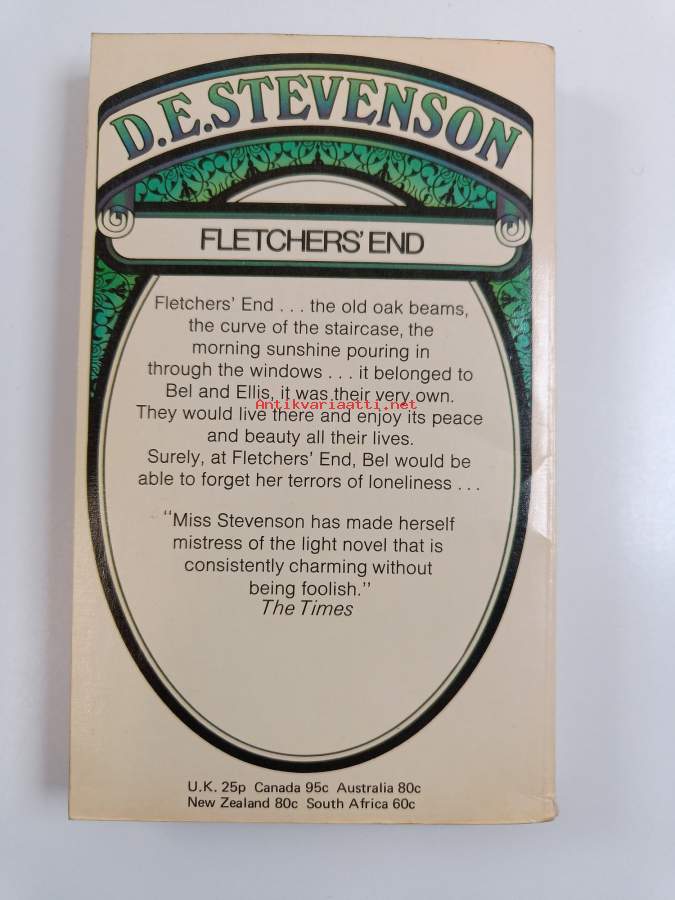 D.E.STEVENSON
FLETCHERS' END
Fletchers' End . . . the old oak beams,
the curve of the staircase, the
morning sunshine pouring in
through the windows . . . it belonged to
Bel and Ellis, it was their very own.
Antikvariaatti.net
They would live there and enjoy its peace
and beauty all their lives.
Surely, at Fletchers' End, Bel would be
able to forget her terrors of loneliness . . .
"Miss Stevenson has made herself
mistress of the light novel that is
consistently charming without
being foolish."
The Times
U.K. 25p Canada 95c Australia 80c
New Zealand 80c South Africa 60c